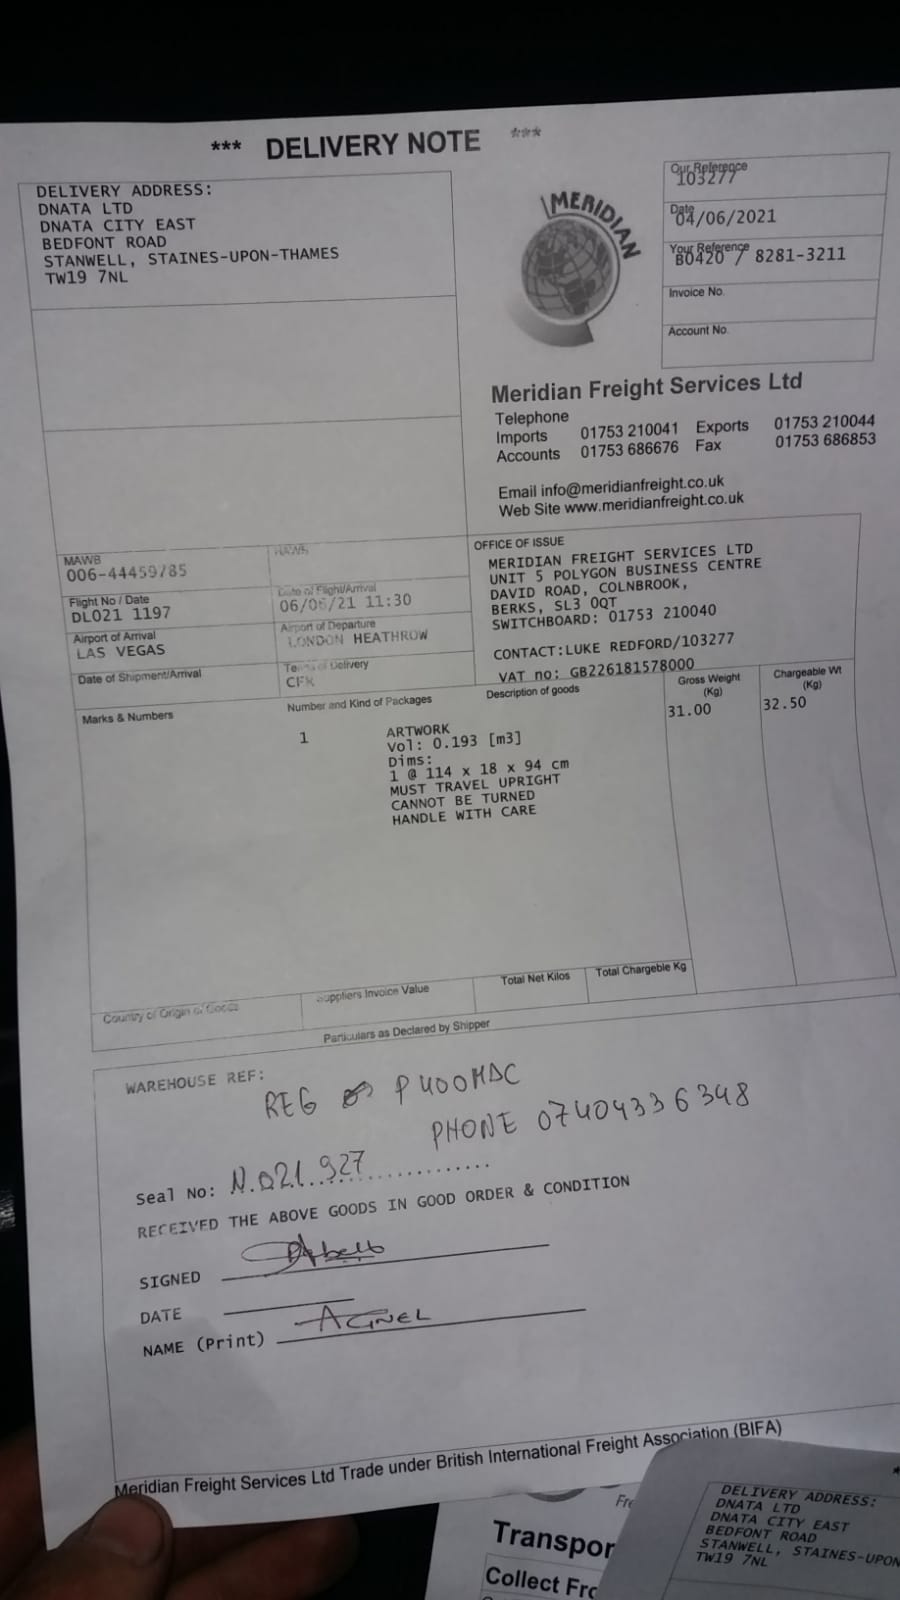 *** DELIVERY NOTE ***
DELIVERY ADDRESS:
DNATA LTD
DNATA CITY EAST
BEDFONT ROAD
STANWELL, STAINES-UPON-THAMES
TW19 7NL
MERIDIAN
Our Reference
103277
Date
04/06/2021
Your Reference
B0420 / 8281-3211
Invoice No.
Account No.
Meridian Freight Services Ltd
Telephone
Imports 01753 210041 Exports 01753 210044
Accounts 01753 686676 Fax 01753 686853
Email info@meridianfreight.co.uk
Web Site www.meridianfreight.co.uk
MAWB
006-44459785
HAWB
Flight No / Date
DL021 1197
Date of Flight/Arrival
06/06/21 11:30
Airport of Arrival
LAS VEGAS
Airport of Departure
LONDON HEATHROW
Date of Shipment/Arrival
Terms of Delivery
OFFICE OF ISSUE
MERIDIAN FREIGHT SERVICES LTD
UNIT 5 POLYGON BUSINESS CENTRE
DAVID ROAD, COLNBROOK,
BERKS, SL3 0QT
SWITCHBOARD: 01753 210040
CONTACT:LUKE REDFORD/103277
VAT no: GB226181578000
Marks & Numbers
Number and Kind of Packages
Description of goods
Gross Weight
(Kg)
Chargeable Wt
(Kg)
1
ARTWORK
Vol: 0.193 [m3]
Dims:
1 @ 114 x 18 x 94 cm
MUST TRAVEL UPRIGHT
CANNOT BE TURNED
HANDLE WITH CARE
31.00
32.50
Country of Origin of Goods
Suppliers Invoice Value
Total Net Kilos
Total Chargeble Kg
Particulars as Declared by Shipper
WAREHOUSE REF:
REG P400MDC
PHONE 07404336348
Seal No: N.021.927
RECEIVED THE ABOVE GOODS IN GOOD ORDER & CONDITION
SIGNED
DATE
NAME (Print) AGNEL
Meridian Freight Services Ltd Trade under British International Freight Association (BIFA)
Fre
Transpor
Collect Fro
*
DELIVERY ADDRESS:
DNATA LTD
DNATA CITY EAST
BEDFONT ROAD
STANWELL, STAINES-UPON
TW19 7NL